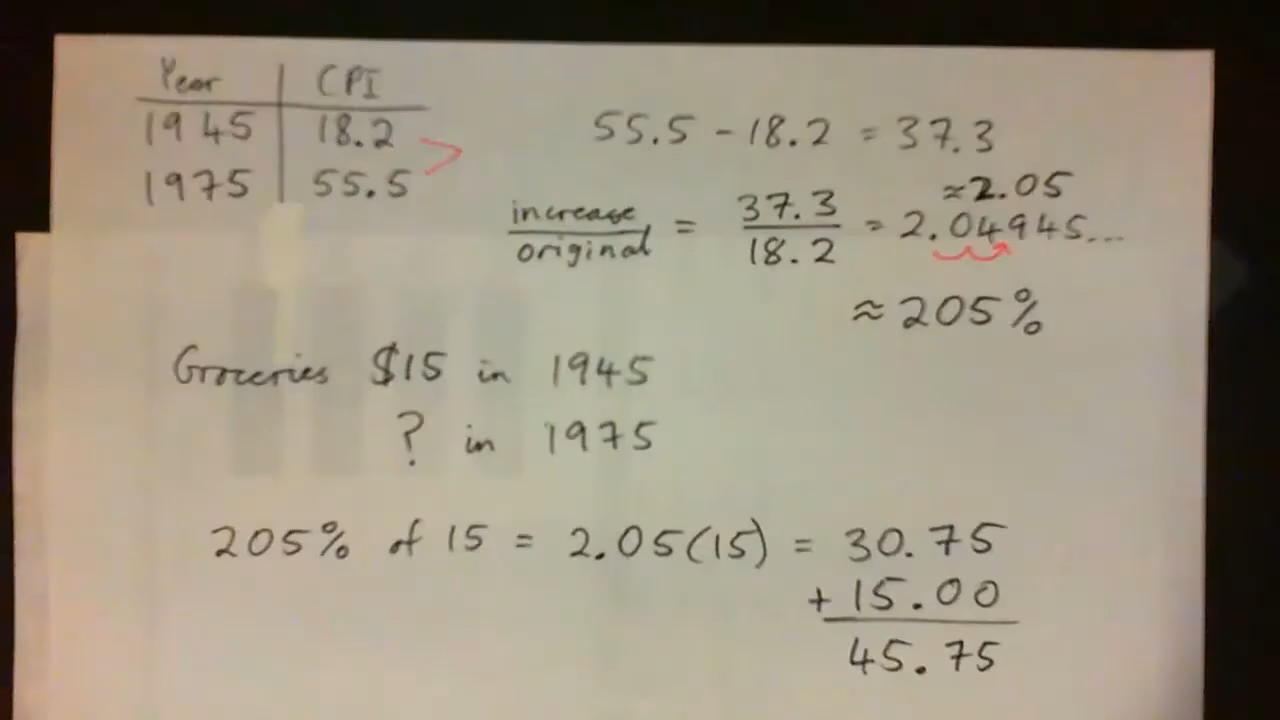 Year CPI
1945 18.2
1975 55.5
55.5 - 18.2 = 37.3
≈2.05
increase/original = 37.3/18.2 = 2.04945...
≈ 205%
Groceries $15 in 1945
? in 1975
205% of 15 = 2.05(15) = 30.75
+ 15.00
45.75